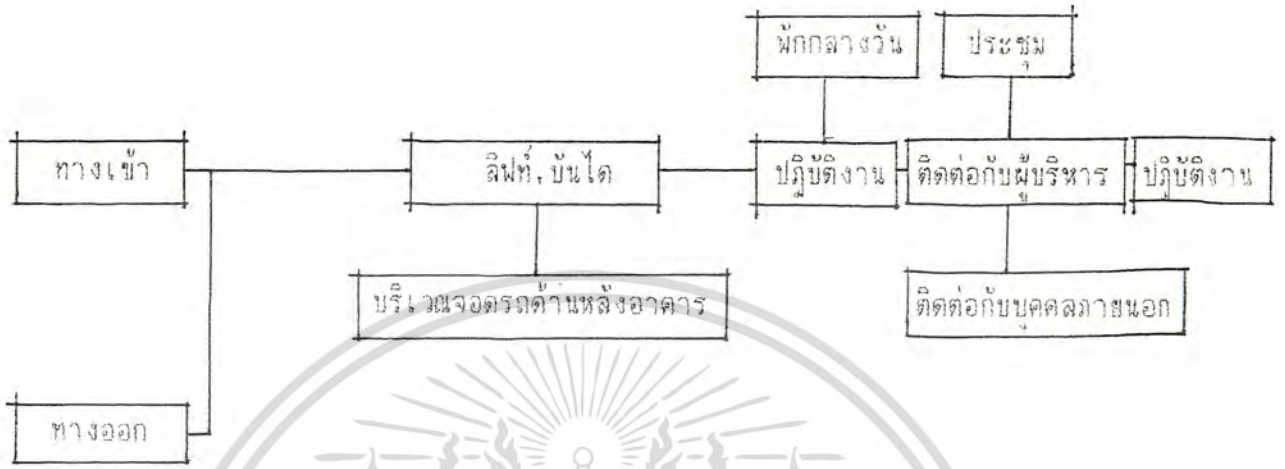 พักกลางวัน
ประชุม
ทางเข้า
ลิฟท์, บันได
ปฏิบัติงาน
ติดต่อกับผู้บริหาร
ปฏิบัติงาน
บริเวณจอดรถด้านหลังอาคาร
ติดต่อกับบุคคลภายนอก
ทางออก